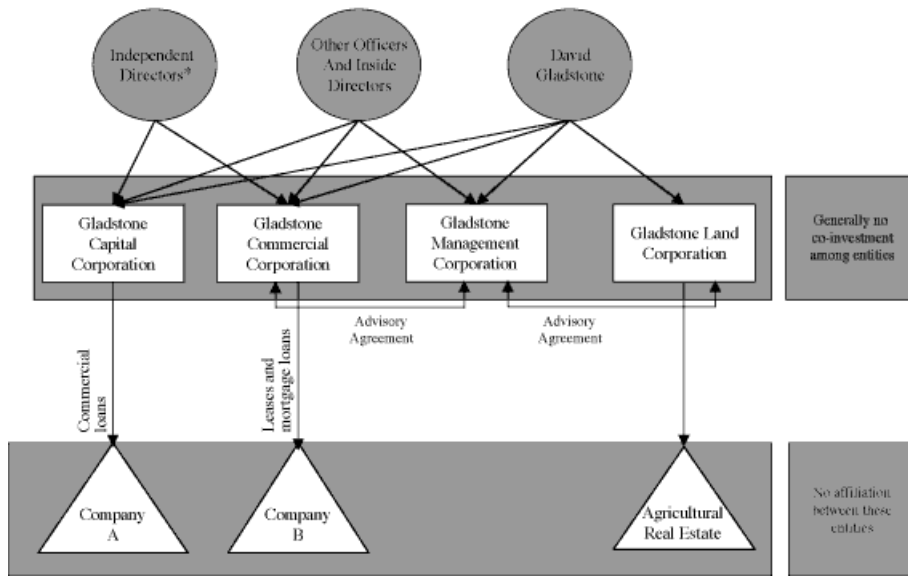 Independent
Directors*
Other Officers
And Inside
Directors
David
Gladstone
Gladstone
Capital
Corporation
Gladstone
Commercial
Corporation
Gladstone
Management
Corporation
Gladstone Land
Corporation
Generally no
co-investment
among entities
Advisory
Agreement
Advisory
Agreement
Commercial
loans
Leases and
mortgage loans
Company
A
Company
B
Agricultural
Real Estate
No affiliation
between these
entities